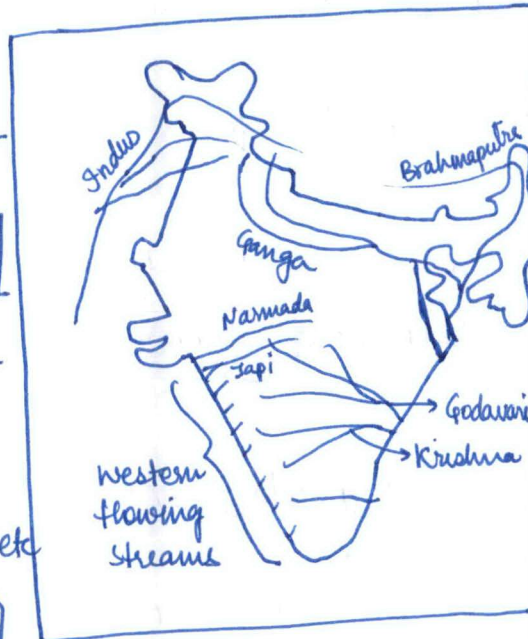 Indus
Brahmaputra
Ganga
Narmada
Tapi
Godavari
Krishna
Western
flowing
streams
etc